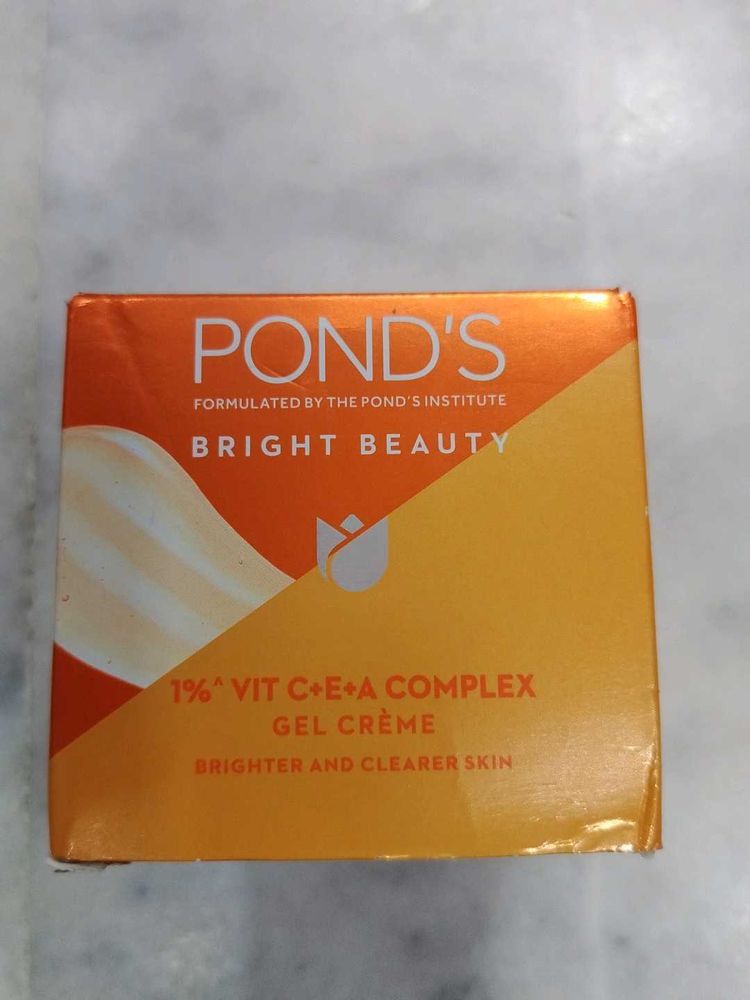 POND'S
FORMULATED BY THE POND'S INSTITUTE
BRIGHT BEAUTY
1%^ VIT C+E+A COMPLEX
GEL CRÈME
BRIGHTER AND CLEARER SKIN